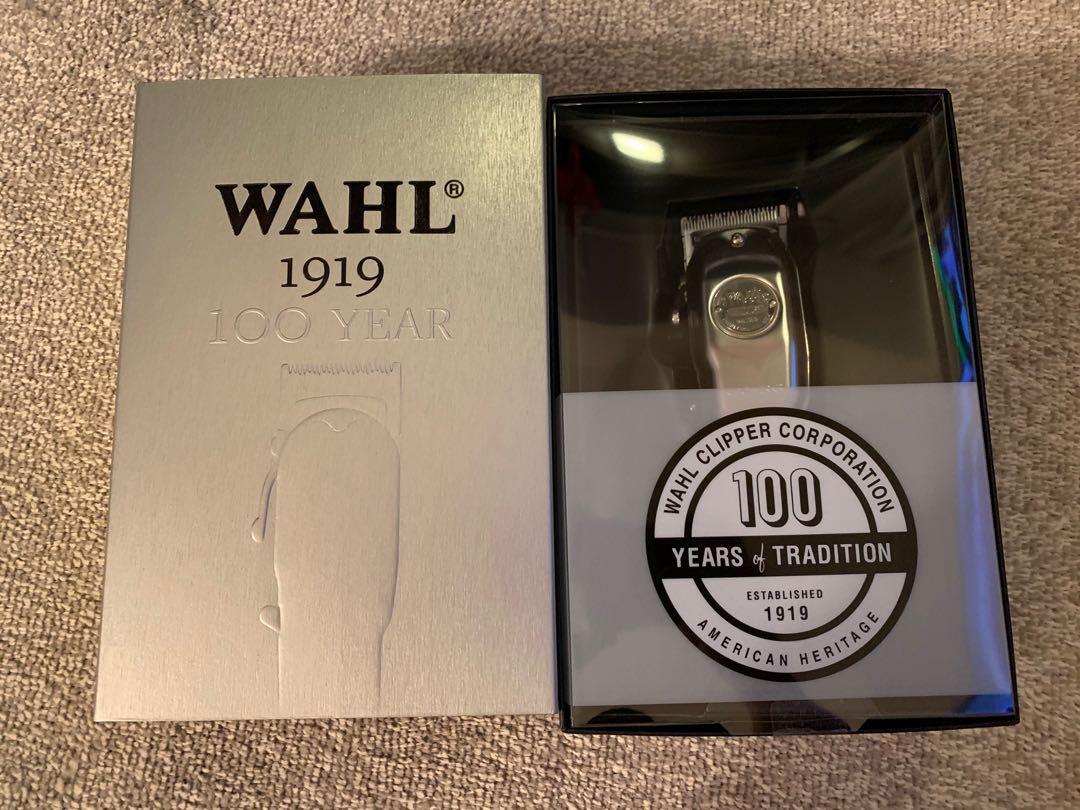 WAHL®
1919
100 YEAR
WAHL CLIPPER CORPORATION
100
YEARS of TRADITION
ESTABLISHED
1919
AMERICAN HERITAGE